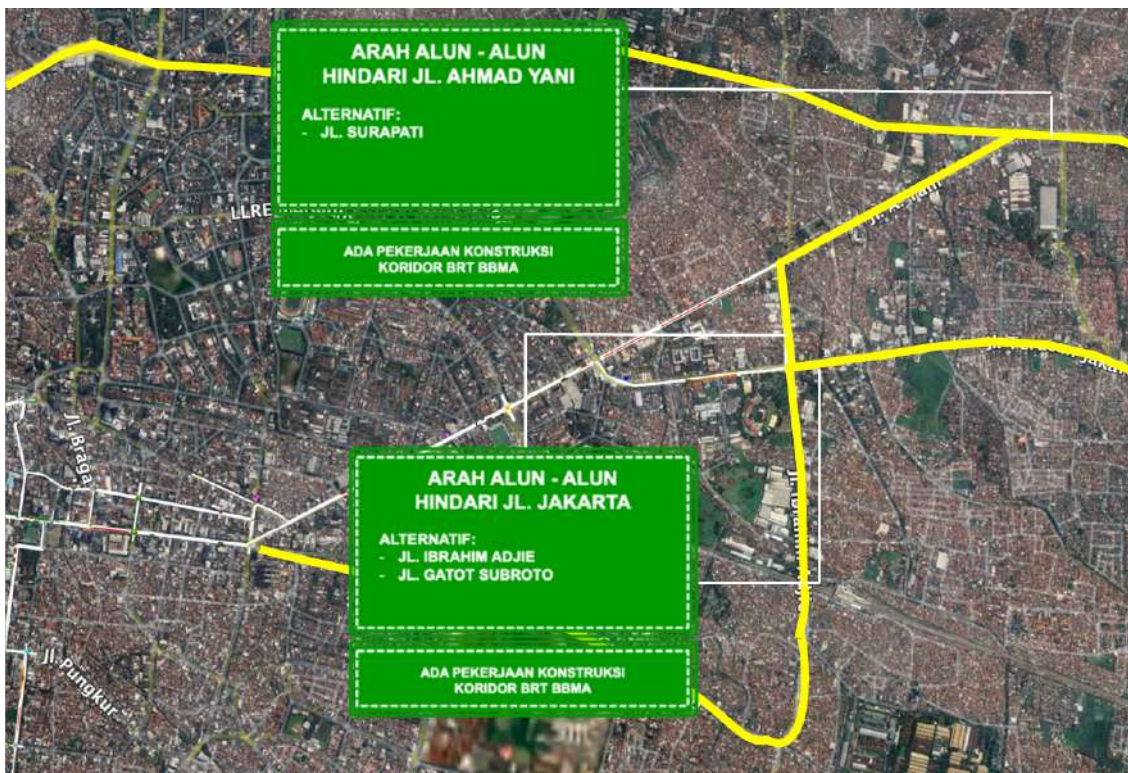 ARAH ALUN - ALUN
HINDARI JL. AHMAD YANI
ALTERNATIF:
- JL. SURAPATI
ADA PEKERJAAN KONSTRUKSI
KORIDOR BRT BBMA
LLRE
Jl. Braga
ARAH ALUN - ALUN
HINDARI JL. JAKARTA
ALTERNATIF:
- JL. IBRAHIM ADJIE
- JL. GATOT SUBROTO
Jl. Pungkur
ADA PEKERJAAN KONSTRUKSI
KORIDOR BRT BBMA